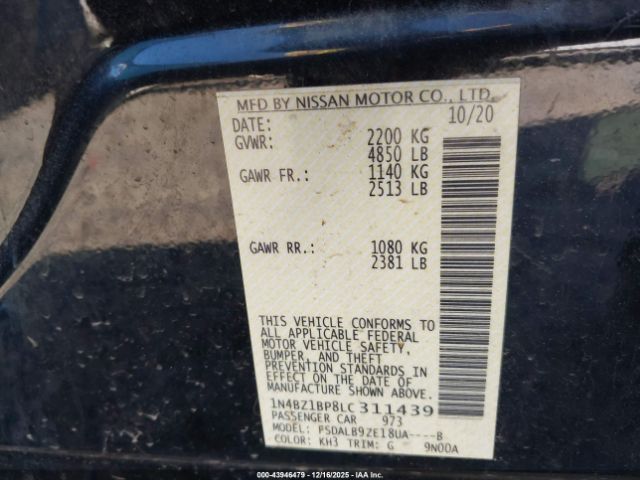 MFD BY NISSAN MOTOR CO., LTD.
DATE: 10/20
GVWR: 2200 KG
4850 LB
GAWR FR.: 1140 KG
2513 LB
GAWR RR.: 1080 KG
2381 LB
THIS VEHICLE CONFORMS TO
ALL APPLICABLE FEDERAL
MOTOR VEHICLE SAFETY,
BUMPER, AND THEFT
PREVENTION STANDARDS IN
EFFECT ON THE DATE OF
MANUFACTURE SHOWN ABOVE.
1N4BZ1BP8LC311439
PASSENGER CAR 973
MODEL: PSDALB9ZE18UA----B
COLOR: KH3 TRIM: G 9N00A
000-43946479 - 12/16/2025 - IAA Inc.